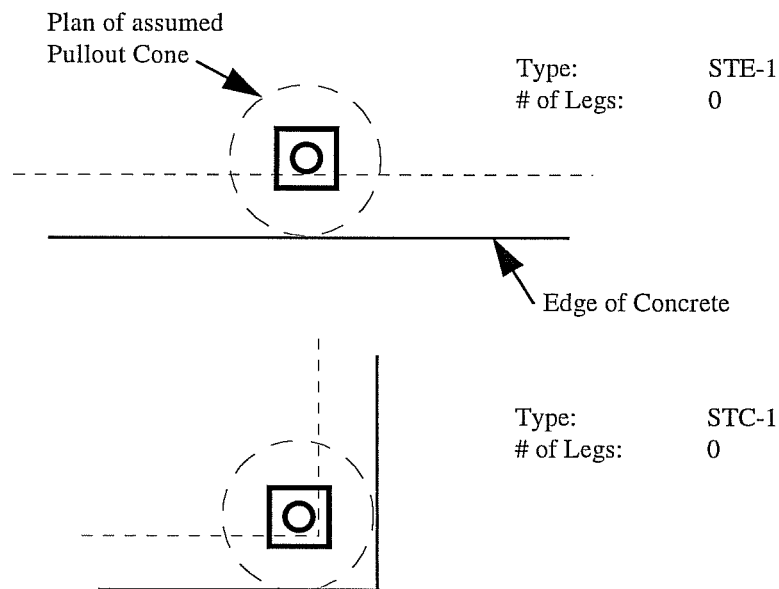 Plan of assumed
Pullout Cone
Type: STE-1
# of Legs: 0
Edge of Concrete
Type: STC-1
# of Legs: 0